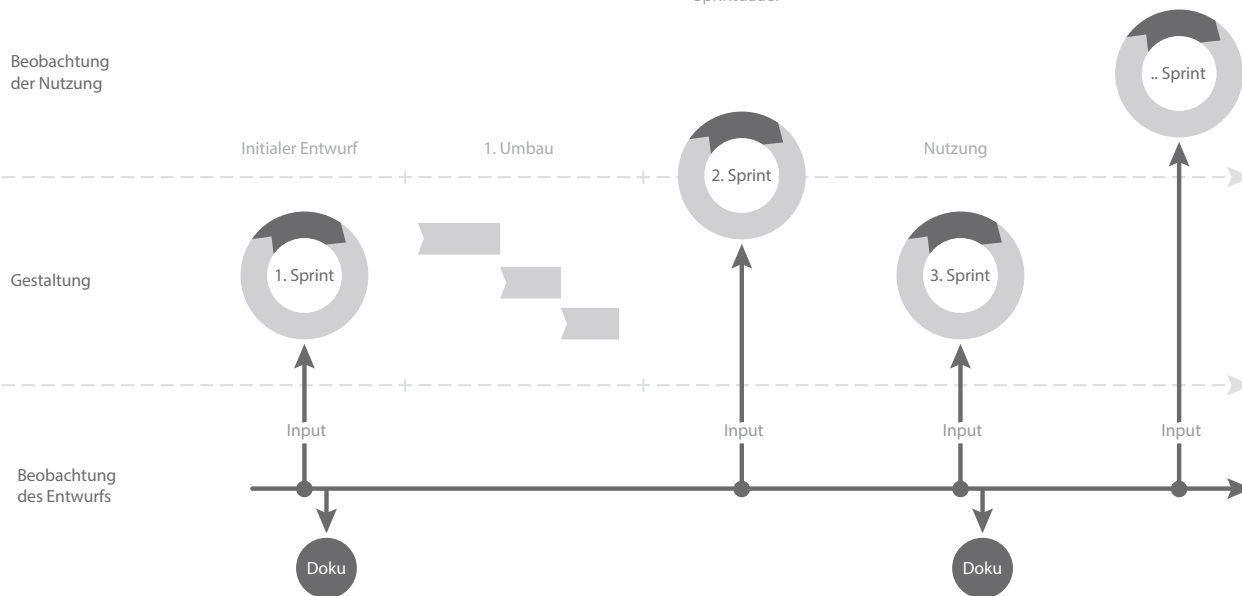 Beobachtung
der Nutzung
.. Sprint
Initialer Entwurf
1. Umbau
2. Sprint
Nutzung
Gestaltung
1. Sprint
3. Sprint
Input
Input
Input
Input
Beobachtung
des Entwurfs
Doku
Doku